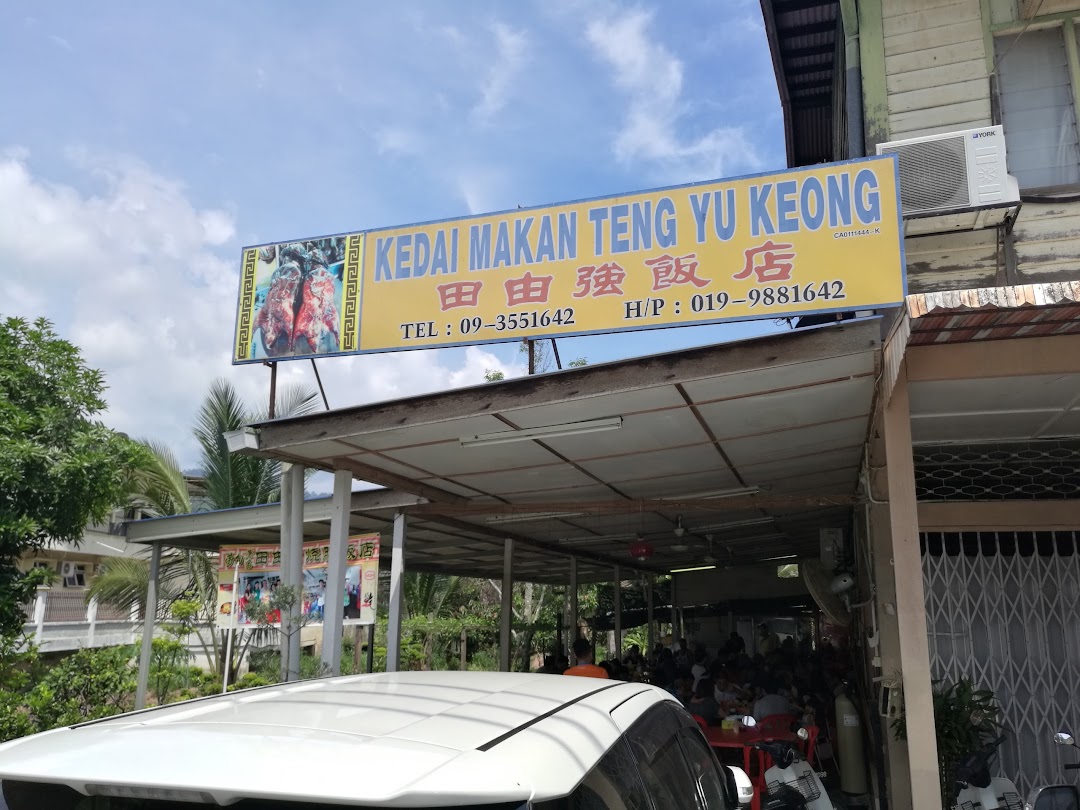 KEDAI MAKAN TENG YU KEONG
CA0111444-K
田由強飯店
TEL : 09-3551642
H/P : 019-9881642
YORK